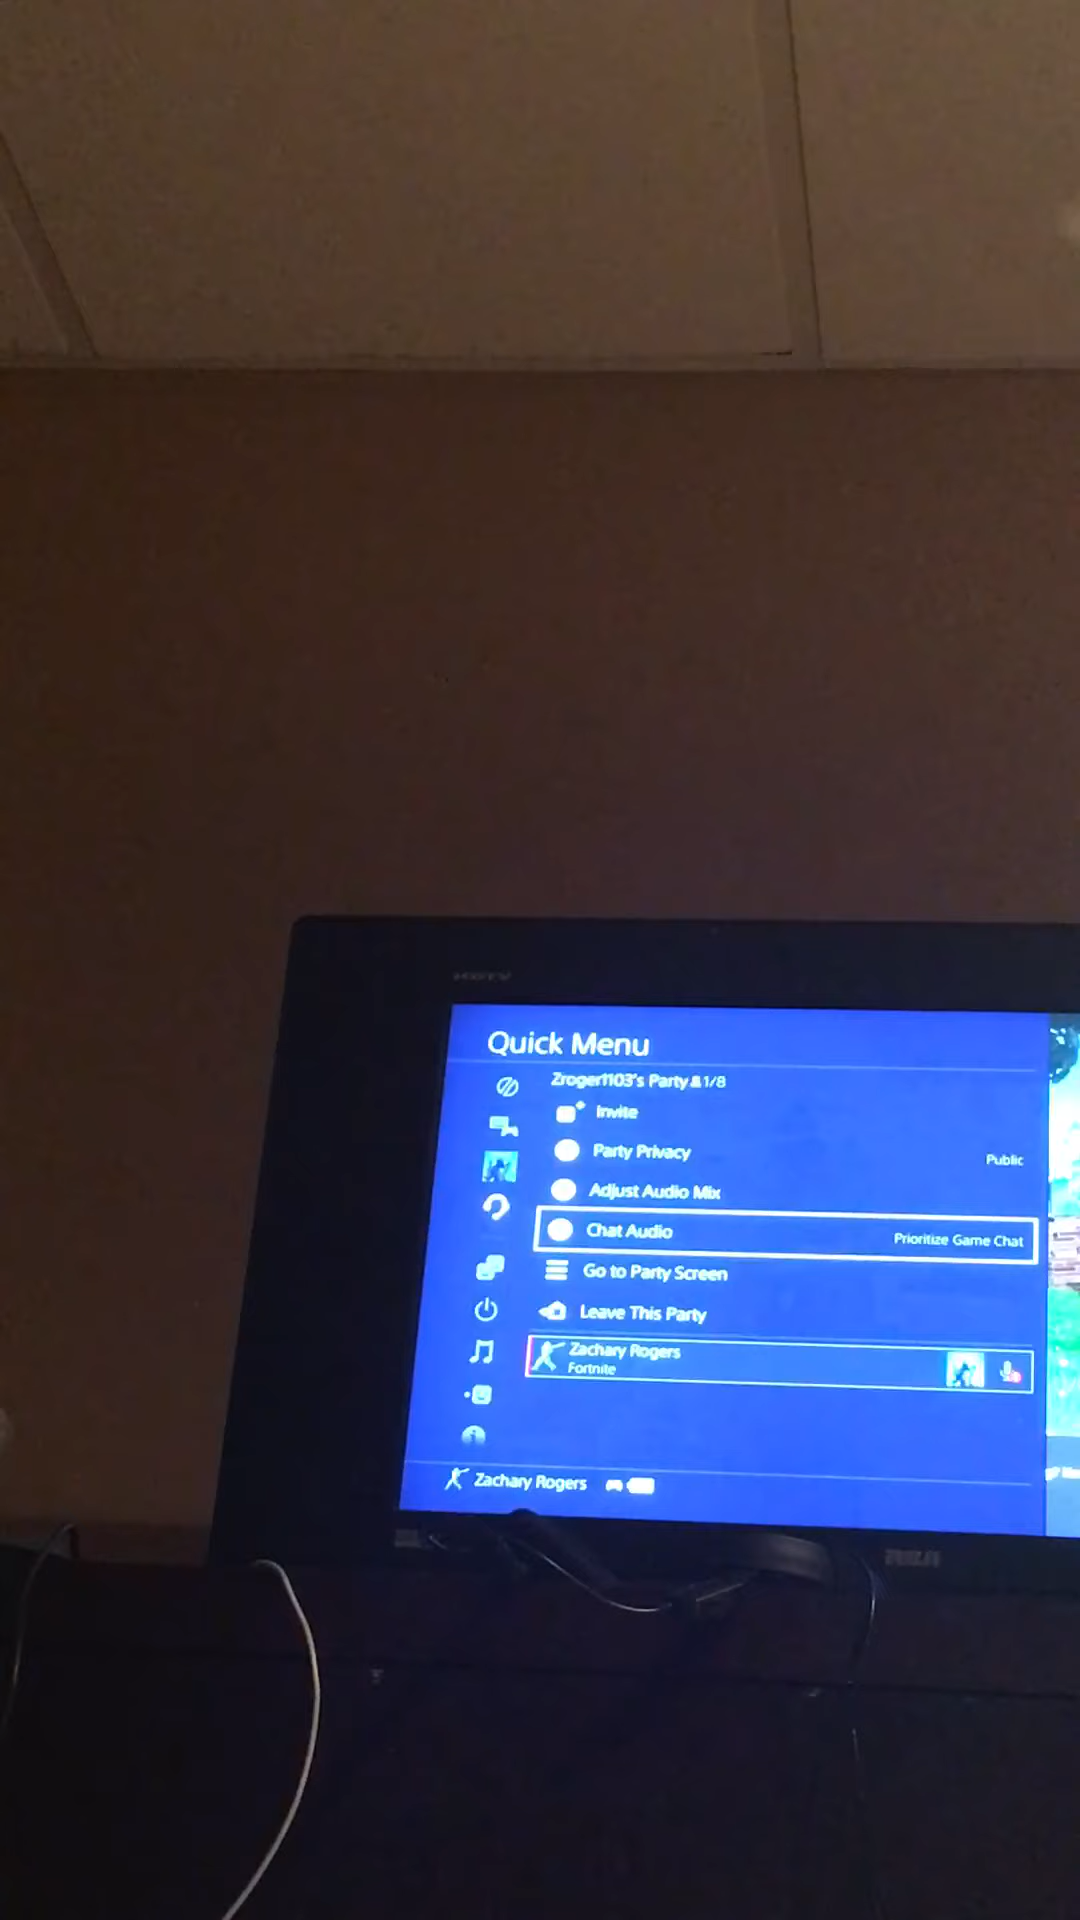 HDTV
Quick Menu
Zroger1103's Party 1/8
Invite
Party Privacy Public
Adjust Audio Mix
Chat Audio Prioritize Game Chat
Go to Party Screen
Leave This Party
Zachary Rogers
Fortnite
Zachary Rogers
RCA